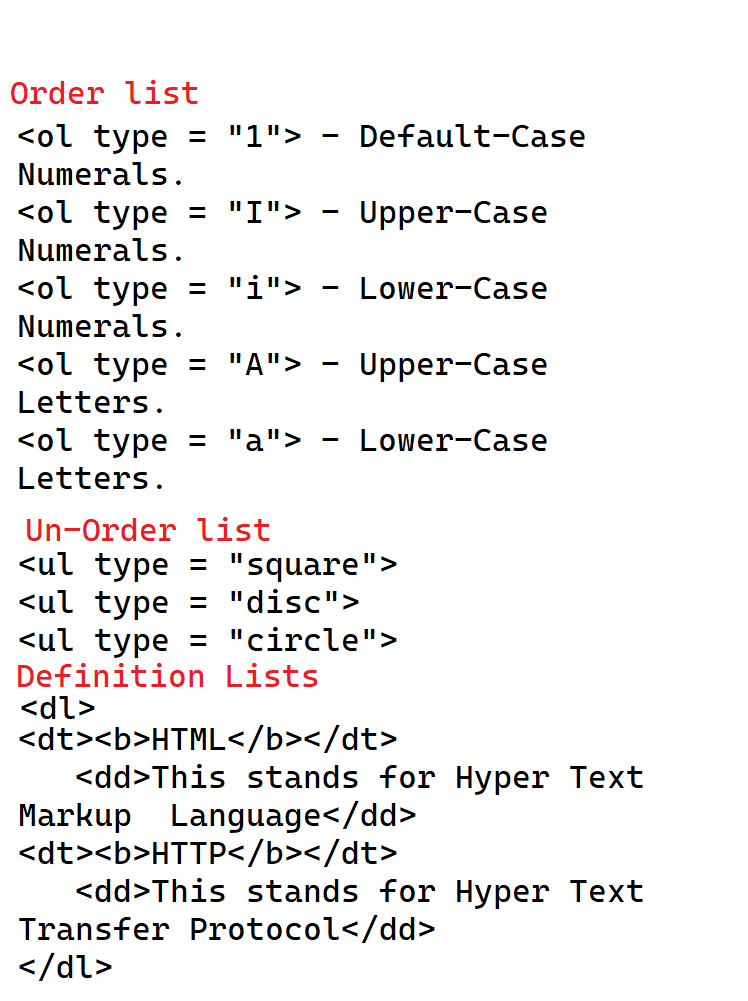 Order list
<ol type = "1"> - Default-Case
Numerals.
<ol type = "I"> - Upper-Case
Numerals.
<ol type = "i"> - Lower-Case
Numerals.
<ol type = "A"> - Upper-Case
Letters.
<ol type = "a"> - Lower-Case
Letters.
Un-Order list
<ul type = "square">
<ul type = "disc">
<ul type = "circle">
Definition Lists
<dl>
<dt><b>HTML</b></dt>
   <dd>This stands for Hyper Text
Markup  Language</dd>
<dt><b>HTTP</b></dt>
   <dd>This stands for Hyper Text
Transfer Protocol</dd>
</dl>